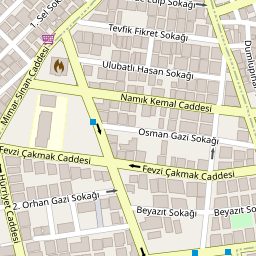 1. Sel Sok
Sokağı
Tevfik Fikret Sokağı
Ulubatlı Hasan Sokağı
Mimar Sinan Caddesi
Namık Kemal Caddesi
Osman Gazi Sokağı
Fevzi Çakmak Caddesi
Fevzi Çakmak Caddesi
2. Orhan Gazi Sokağı
Beyazıt Sokağı
Beyazıt S
Hürriyet Caddesi
Dumlupınar